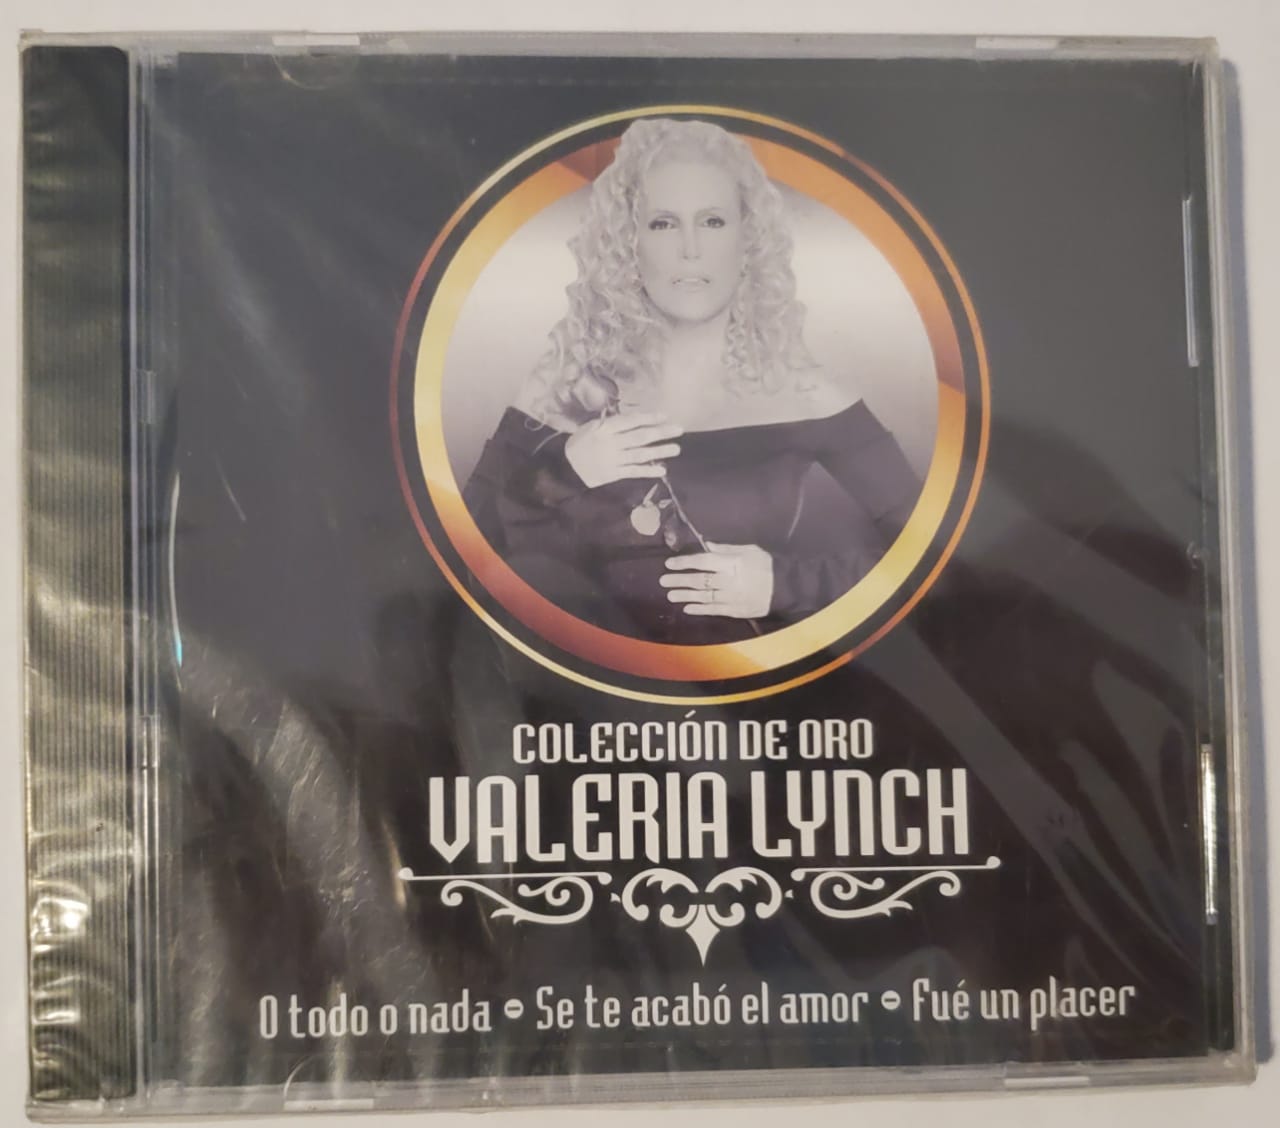 COLECCIÓN DE ORO
VALERIA LYNCH
O todo o nada - Se te acabó el amor - Fué un placer